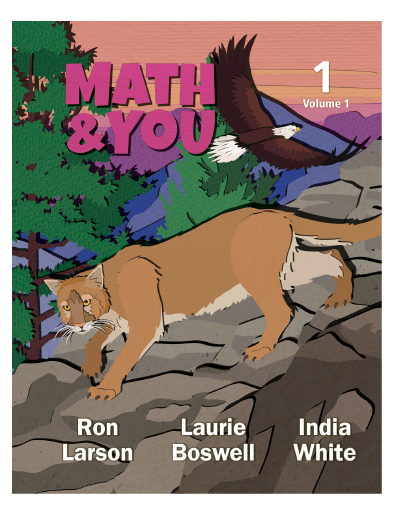 MATH
&YOU
1
Volume 1
Ron
Larson
Laurie
Boswell
India
White